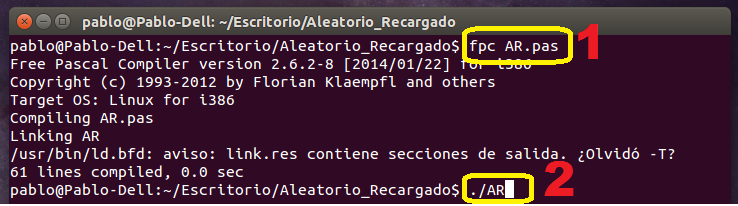 pablo@Pablo-Dell: ~/Escritorio/Aleatorio_Recargado
pablo@Pablo-Dell:~/Escritorio/Aleatorio_Recargado$ fpc AR.pas 1
Free Pascal Compiler version 2.6.2-8 [2014/01/22] for i386
Copyright (c) 1993-2012 by Florian Klaempfl and others
Target OS: Linux for i386
Compiling AR.pas
Linking AR
/usr/bin/ld.bfd: aviso: link.res contiene secciones de salida. ¿Olvidó -T?
61 lines compiled, 0.0 sec
pablo@Pablo-Dell:~/Escritorio/Aleatorio_Recargado$ ./AR 2